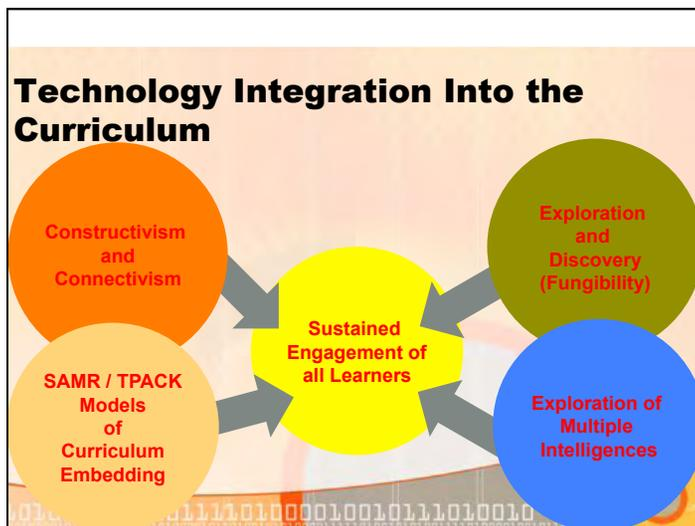 Technology Integration Into the
Curriculum
Constructivism
and
Connectivism
Exploration
and
Discovery
(Fungibility)
Sustained
Engagement of
all Learners
SAMR / TPACK
Models
of
Curriculum
Embedding
Exploration of
Multiple
Intelligences